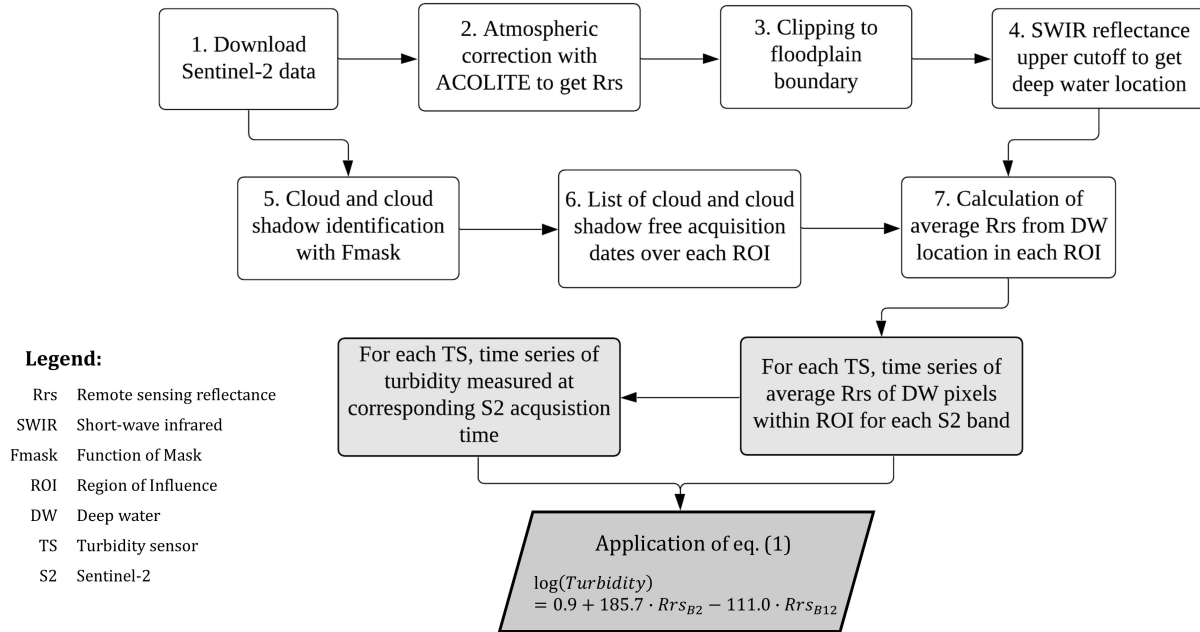 1. Download
Sentinel-2 data
2. Atmospheric
correction with
ACOLITE to get Rrs
3. Clipping to
floodplain
boundary
4. SWIR reflectance
upper cutoff to get
deep water location
5. Cloud and cloud
shadow identification
with Fmask
6. List of cloud and cloud
shadow free acquisition
dates over each ROI
7. Calculation of
average Rrs from DW
location in each ROI
For each TS, time series of
turbidity measured at
corresponding S2 acqusistion
time
For each TS, time series of
average Rrs of DW pixels
within ROI for each S2 band
Legend:
Rrs Remote sensing reflectance
SWIR Short-wave infrared
Fmask Function of Mask
ROI Region of Influence
DW Deep water
TS Turbidity sensor
S2 Sentinel-2
Application of eq. (1)
log(Turbidity)
= 0.9 + 185.7 · Rrs_B2 − 111.0 · Rrs_B12